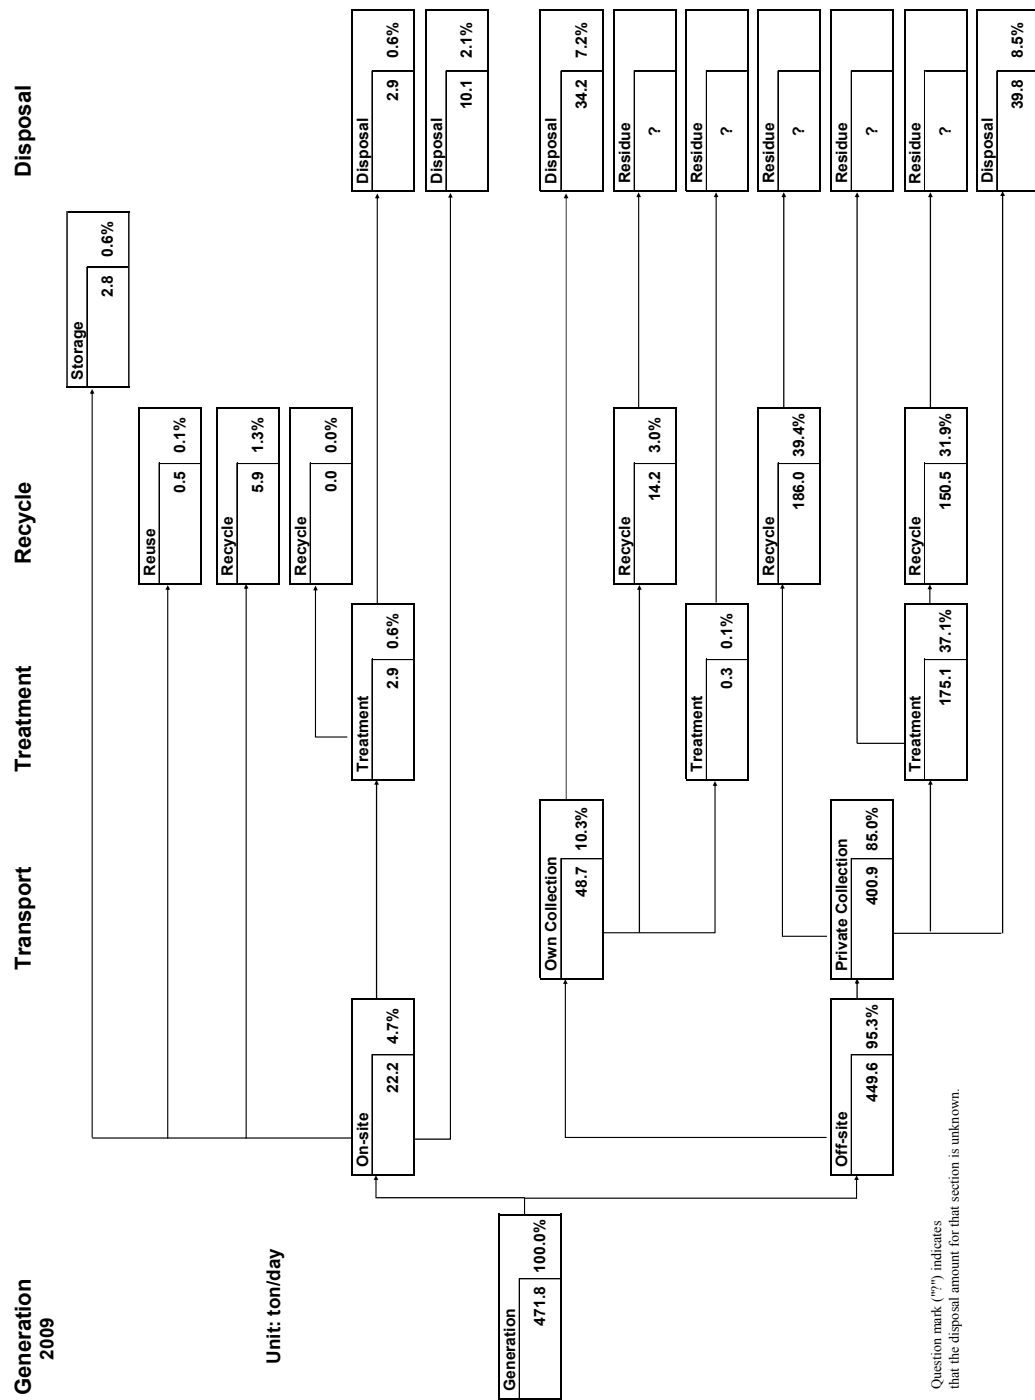 Generation
2009
Transport
Treatment
Recycle
Disposal
Unit: ton/day
Storage
2.8 0.6%
Reuse
0.5 0.1%
Recycle
5.9 1.3%
Recycle
0.0 0.0%
On-site
22.2 4.7%
Treatment
2.9 0.6%
Disposal
2.9 0.6%
Disposal
10.1 2.1%
Generation
471.8 100.0%
Own Collection
48.7 10.3%
Disposal
34.2 7.2%
Recycle
14.2 3.0%
Residue
?
Treatment
0.3 0.1%
Residue
?
Recycle
186.0 39.4%
Residue
?
Off-site
449.6 95.3%
Private Collection
400.9 85.0%
Residue
?
Treatment
175.1 37.1%
Recycle
150.5 31.9%
Residue
?
Disposal
39.8 8.5%
Question mark ("?") indicates
that the disposal amount for that section is unknown.